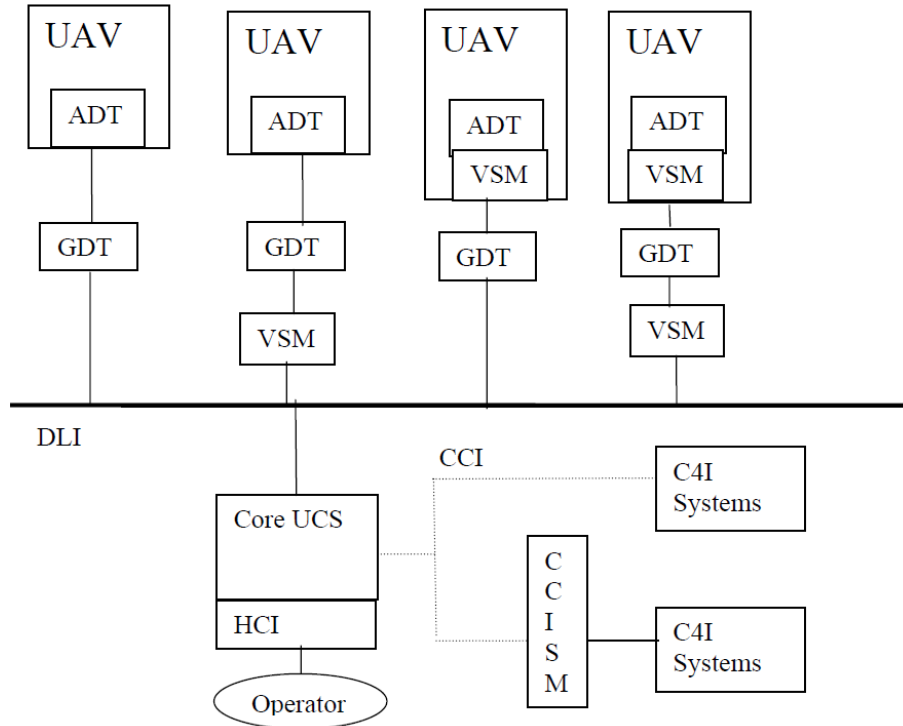 UAV
UAV
UAV
UAV
ADT
ADT
ADT
ADT
VSM
VSM
GDT
GDT
GDT
GDT
VSM
VSM
DLI
CCI
C4I
Systems
Core UCS
C
C
I
S
M
HCI
C4I
Systems
Operator